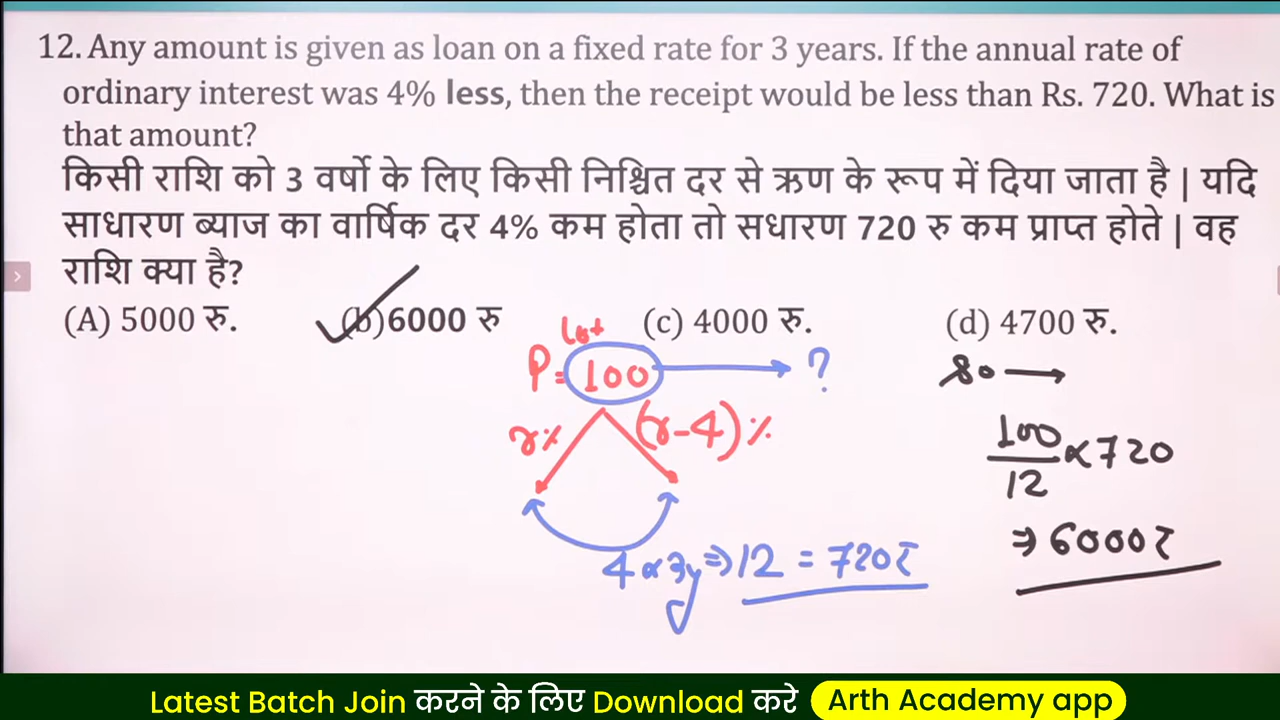 12. Any amount is given as loan on a fixed rate for 3 years. If the annual rate of
ordinary interest was 4% less, then the receipt would be less than Rs. 720. What is
that amount?
किसी राशि को 3 वर्षो के लिए किसी निश्चित दर से ऋण के रूप में दिया जाता है | यदि
साधारण ब्याज का वार्षिक दर 4% कम होता तो सधारण 720 रु कम प्राप्त होते | वह
राशि क्या है?
(A) 5000 रु. (b)6000 रु (c) 4000 रु. (d) 4700 रु.
let
P = 100 → ?
r% (r-4)%
4 × 3y ⇒ 12 = 720₹
So →
100/12 × 720
⇒ 6000₹
Latest Batch Join करने के लिए Download करे Arth Academy app